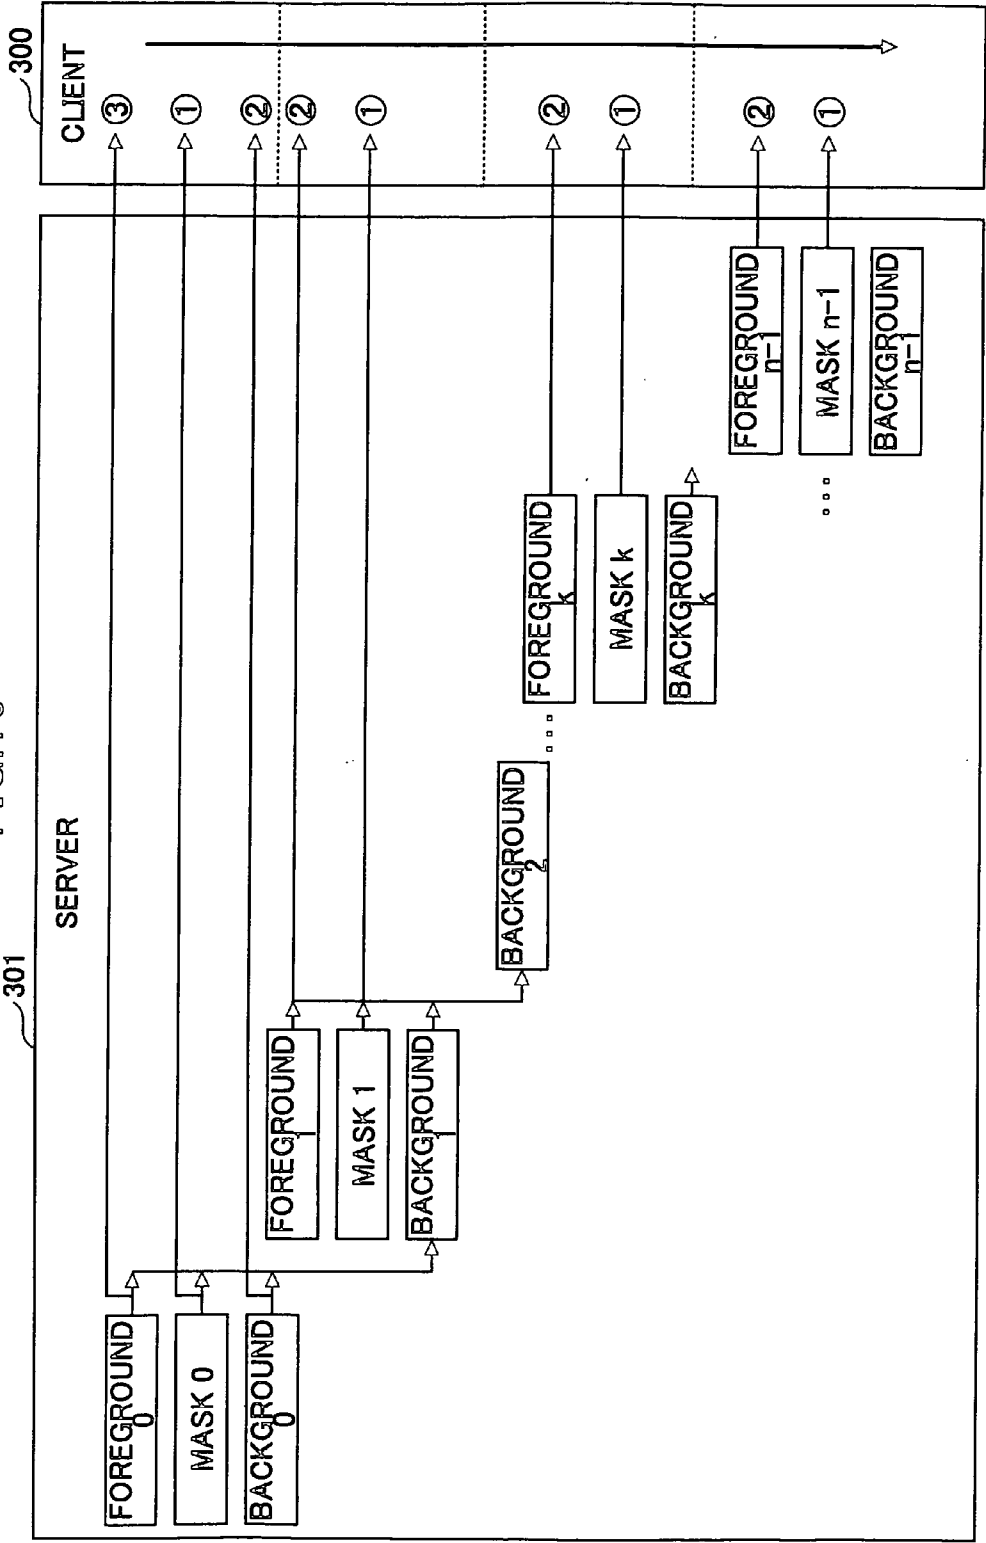 301
SERVER
300
CLIENT
FOREGROUND
0
MASK 0
BACKGROUND
0
FOREGROUND
1
MASK 1
BACKGROUND
1
BACKGROUND
2
...
FOREGROUND
k
MASK k
BACKGROUND
k
...
FOREGROUND
n-1
MASK n-1
BACKGROUND
n-1
③
①
②
②
①
②
①
②
①